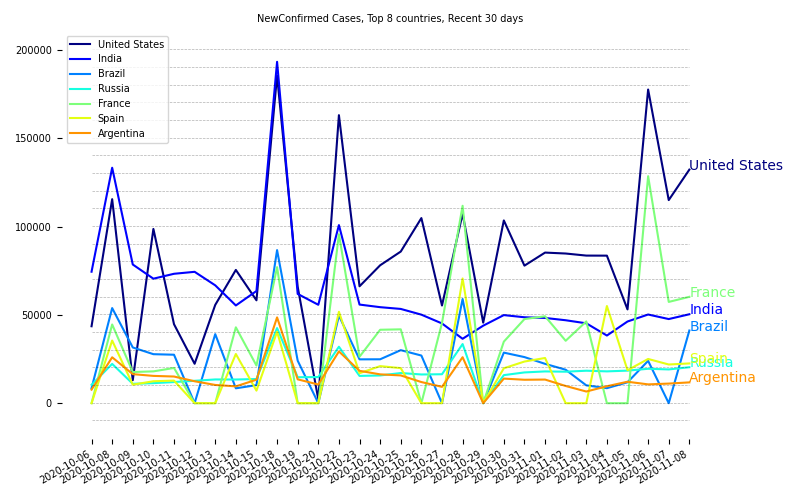 NewConfirmed Cases, Top 8 countries, Recent 30 days
United States
India
Brazil
Russia
France
Spain
Argentina
200000
150000
100000
50000
0
United States
France
India
Brazil
Spain
Russia
Argentina
2020-10-06
2020-10-08
2020-10-09
2020-10-10
2020-10-11
2020-10-12
2020-10-13
2020-10-14
2020-10-15
2020-10-18
2020-10-19
2020-10-20
2020-10-22
2020-10-23
2020-10-24
2020-10-25
2020-10-26
2020-10-27
2020-10-28
2020-10-29
2020-10-30
2020-10-31
2020-11-01
2020-11-02
2020-11-03
2020-11-04
2020-11-05
2020-11-06
2020-11-07
2020-11-08